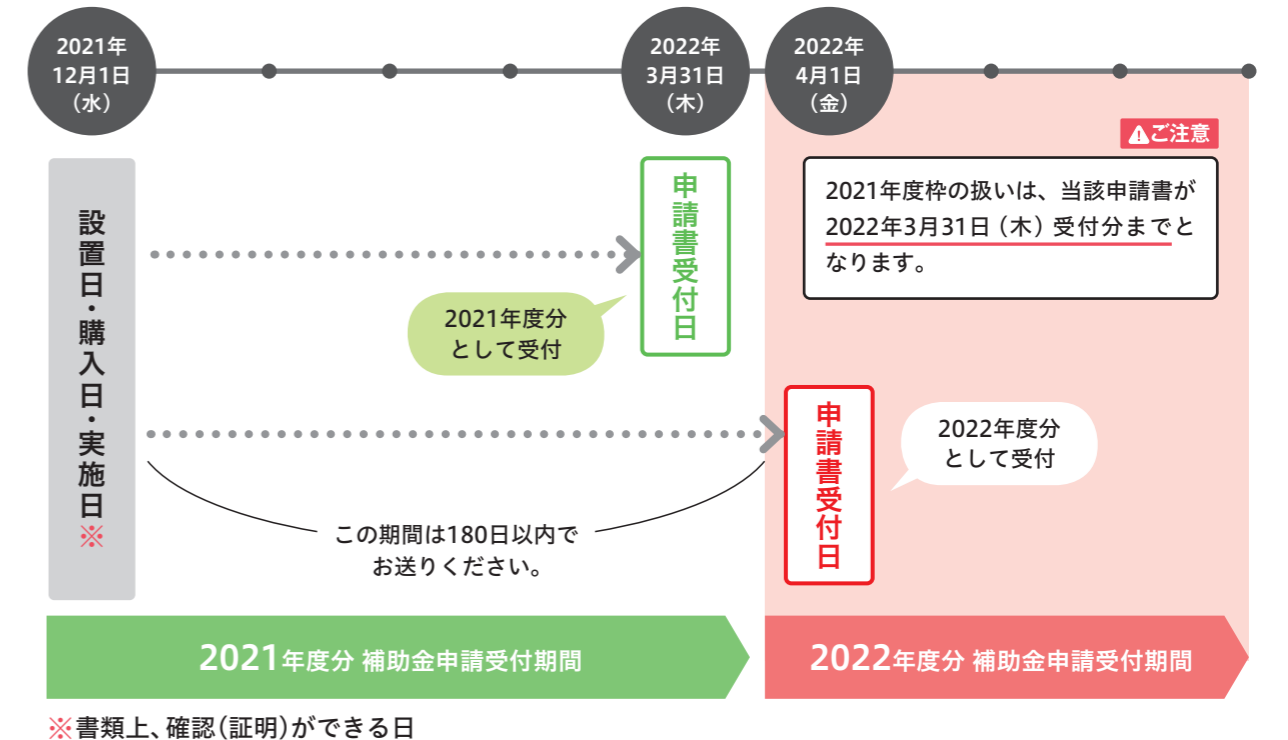 2021年
12月1日
（水）
2022年
3月31日
（木）
2022年
4月1日
（金）
ご注意
2021年度枠の扱いは、当該申請書が
2022年3月31日（木）受付分までと
なります。
設置日・購入日・実施日※
申請書受付日
2021年度分
として受付
申請書受付日
2022年度分
として受付
この期間は180日以内で
お送りください。
2021年度分 補助金申請受付期間
2022年度分 補助金申請受付期間
※書類上、確認（証明）ができる日